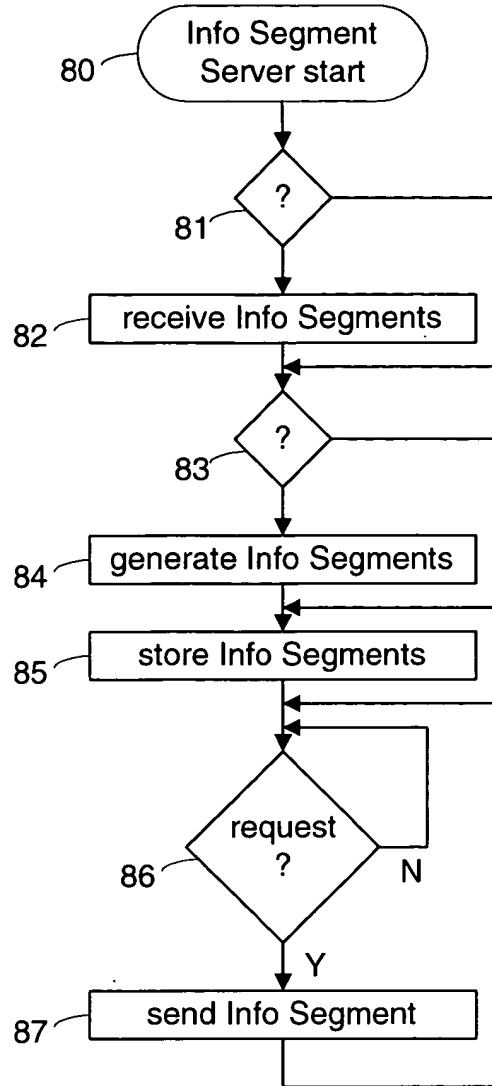 Info Segment
Server start
80
?
81
receive Info Segments
82
?
83
generate Info Segments
84
store Info Segments
85
request
?
86
N
Y
send Info Segment
87